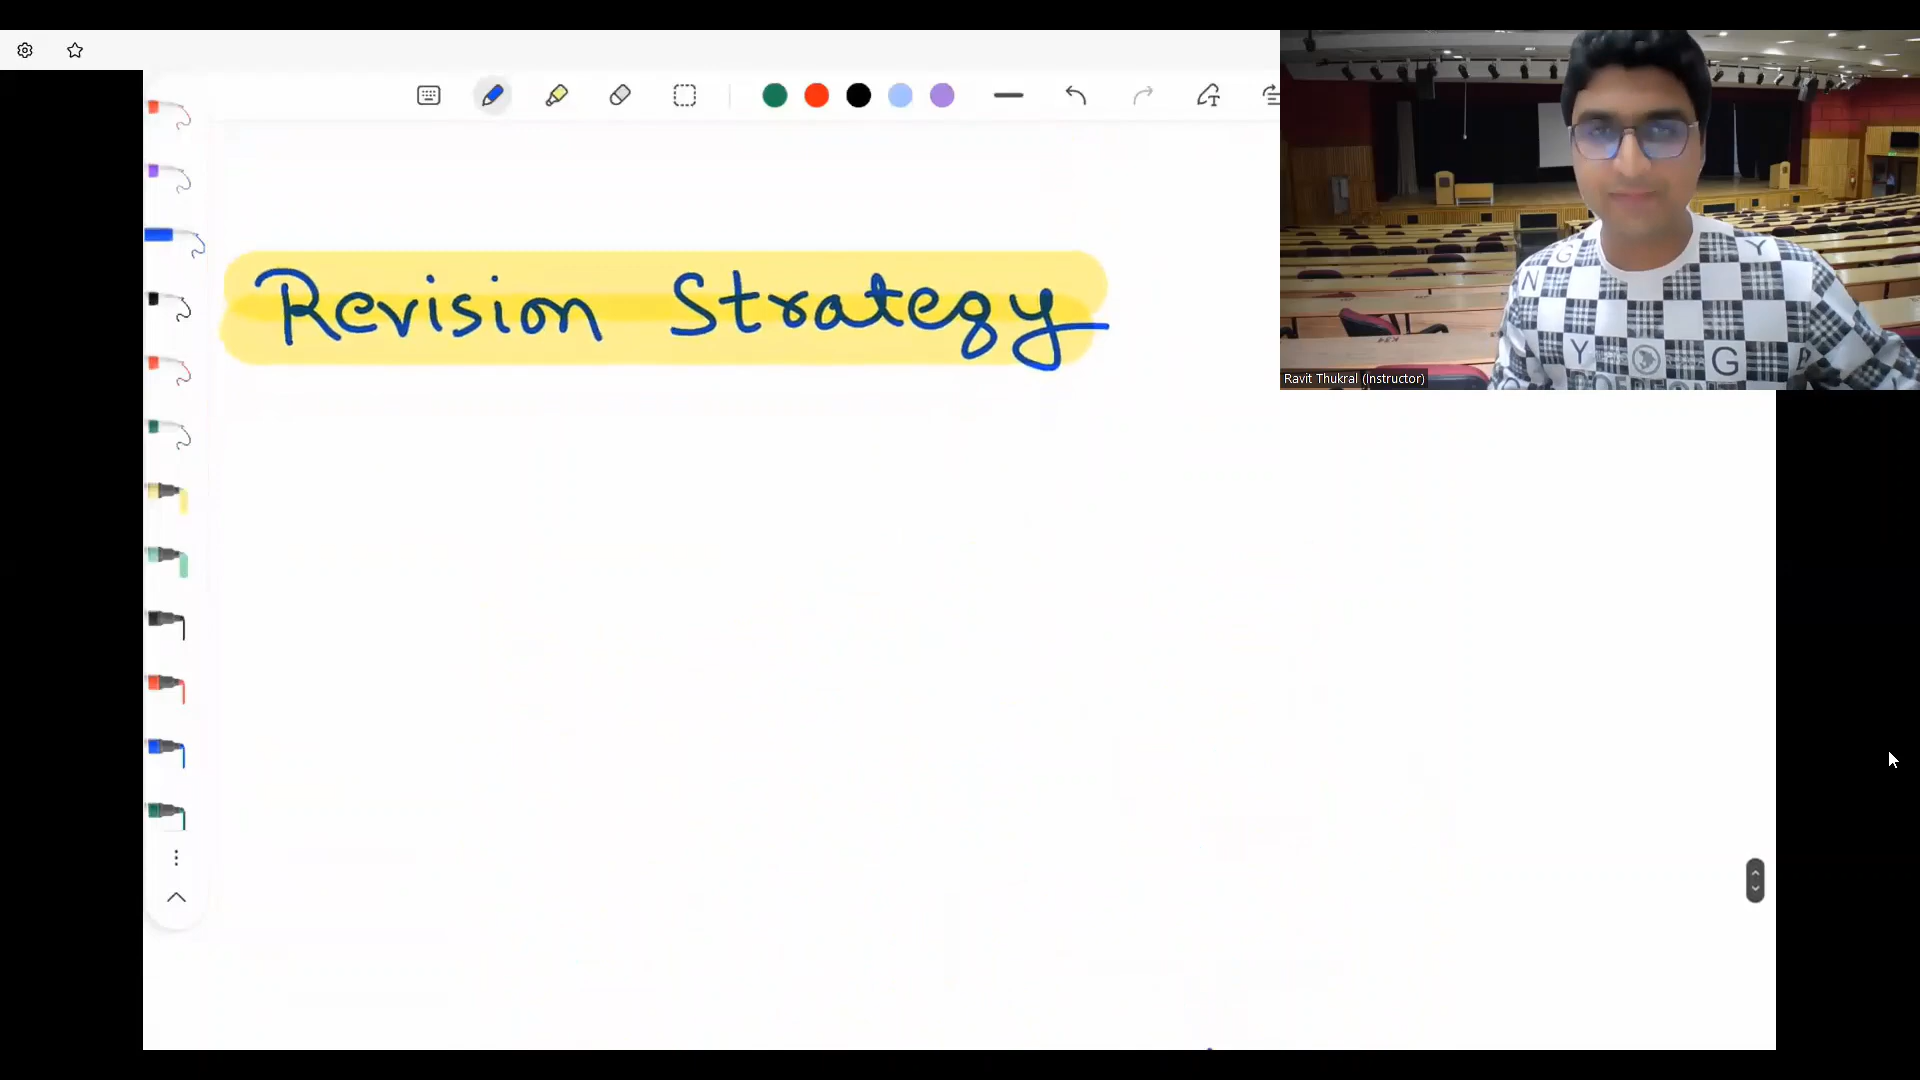 Revision Strategy
Ravit Thukral (Instructor)
G Y
N
Y G